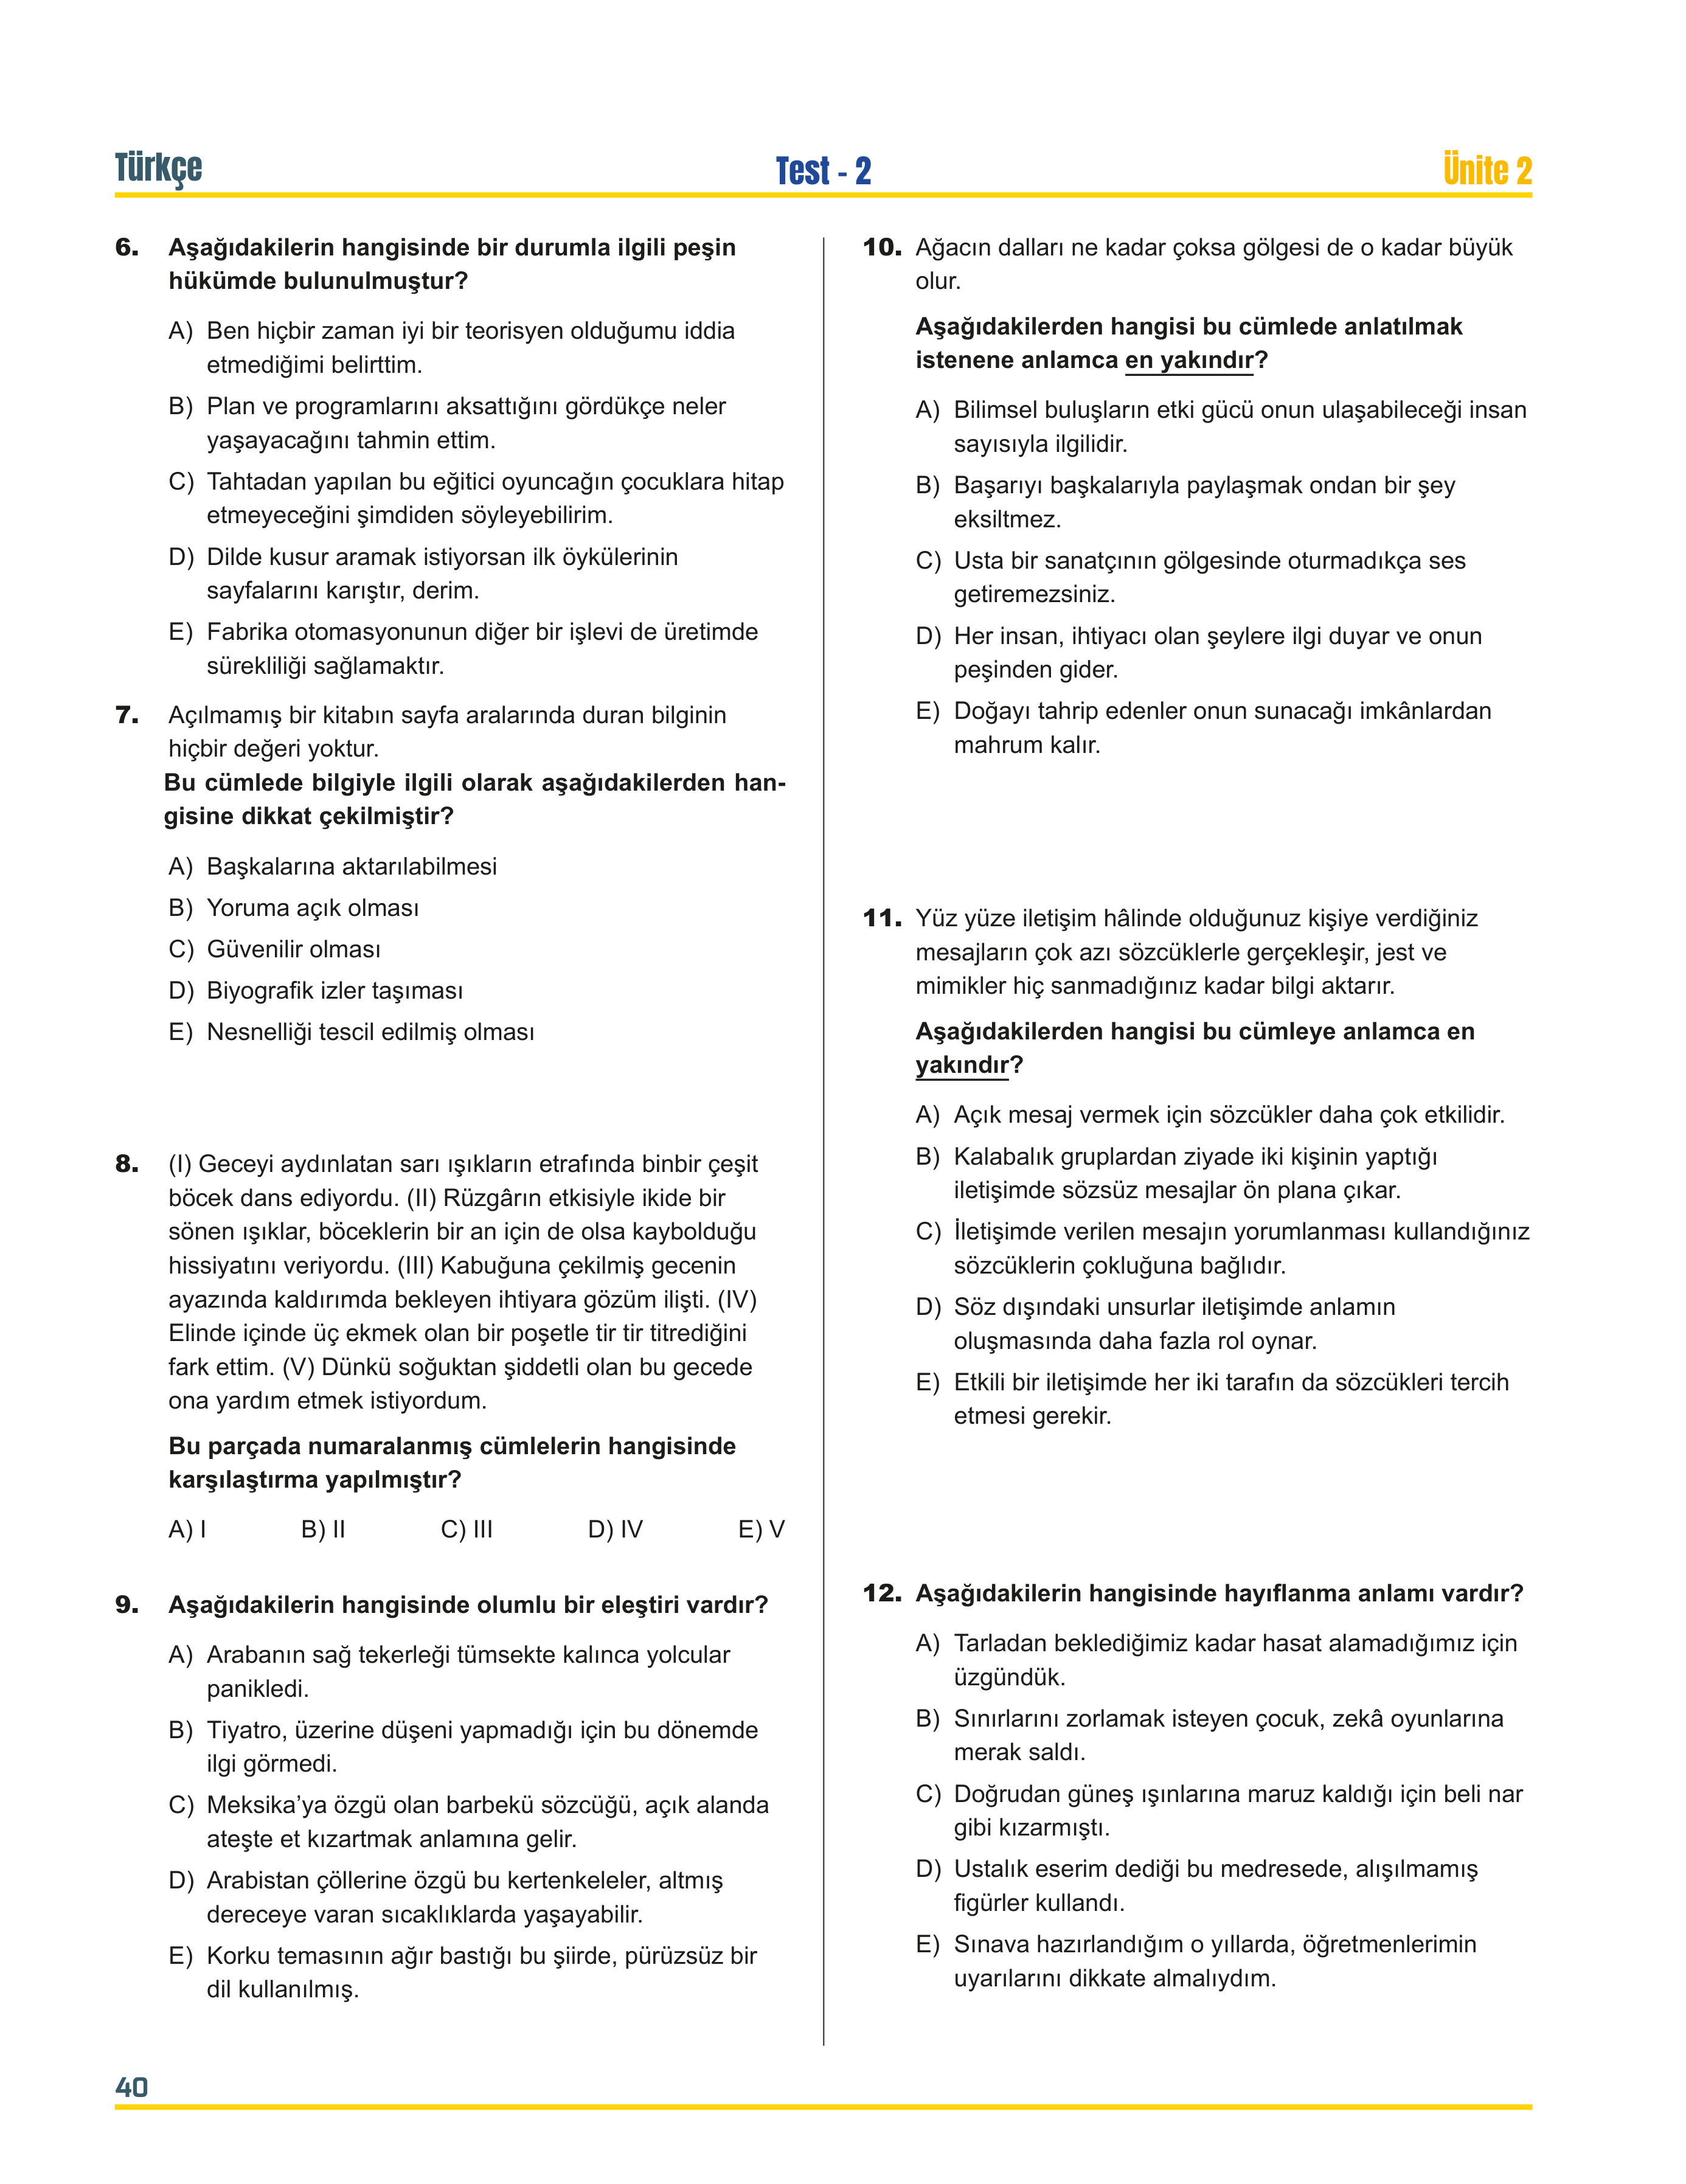 Türkçe
Test - 2
Ünite 2
6. Aşağıdakilerin hangisinde bir durumla ilgili peşin
hükümde bulunulmuştur?
A) Ben hiçbir zaman iyi bir teorisyen olduğumu iddia
etmediğimi belirttim.
B) Plan ve programlarını aksattığını gördükçe neler
yaşayacağını tahmin ettim.
C) Tahtadan yapılan bu eğitici oyuncağın çocuklara hitap
etmeyeceğini şimdiden söyleyebilirim.
D) Dilde kusur aramak istiyorsan ilk öykülerinin
sayfalarını karıştır, derim.
E) Fabrika otomasyonunun diğer bir işlevi de üretimde
sürekliliği sağlamaktır.
7. Açılmamış bir kitabın sayfa aralarında duran bilginin
hiçbir değeri yoktur.
Bu cümlede bilgiyle ilgili olarak aşağıdakilerden han-
gisine dikkat çekilmiştir?
A) Başkalarına aktarılabilmesi
B) Yoruma açık olması
C) Güvenilir olması
D) Biyografik izler taşıması
E) Nesnelliği tescil edilmiş olması
8. (I) Geceyi aydınlatan sarı ışıkların etrafında binbir çeşit
böcek dans ediyordu. (II) Rüzgârın etkisiyle ikide bir
sönen ışıklar, böceklerin bir an için de olsa kaybolduğu
hissiyatını veriyordu. (III) Kabuğuna çekilmiş gecenin
ayazında kaldırımda bekleyen ihtiyara gözüm ilişti. (IV)
Elinde içinde üç ekmek olan bir poşetle tir tir titrediğini
fark ettim. (V) Dünkü soğuktan şiddetli olan bu gecede
ona yardım etmek istiyordum.
Bu parçada numaralanmış cümlelerin hangisinde
karşılaştırma yapılmıştır?
A) I B) II C) III D) IV E) V
9. Aşağıdakilerin hangisinde olumlu bir eleştiri vardır?
A) Arabanın sağ tekerleği tümsekte kalınca yolcular
panikledi.
B) Tiyatro, üzerine düşeni yapmadığı için bu dönemde
ilgi görmedi.
C) Meksika’ya özgü olan barbekü sözcüğü, açık alanda
ateşte et kızartmak anlamına gelir.
D) Arabistan çöllerine özgü bu kertenkeleler, altmış
dereceye varan sıcaklıklarda yaşayabilir.
E) Korku temasının ağır bastığı bu şiirde, pürüzsüz bir
dil kullanılmış.
10. Ağacın dalları ne kadar çoksa gölgesi de o kadar büyük
olur.
Aşağıdakilerden hangisi bu cümlede anlatılmak
istenene anlamca en yakındır?
A) Bilimsel buluşların etki gücü onun ulaşabileceği insan
sayısıyla ilgilidir.
B) Başarıyı başkalarıyla paylaşmak ondan bir şey
eksiltmez.
C) Usta bir sanatçının gölgesinde oturmadıkça ses
getiremezsiniz.
D) Her insan, ihtiyacı olan şeylere ilgi duyar ve onun
peşinden gider.
E) Doğayı tahrip edenler onun sunacağı imkânlardan
mahrum kalır.
11. Yüz yüze iletişim hâlinde olduğunuz kişiye verdiğiniz
mesajların çok azı sözcüklerle gerçekleşir, jest ve
mimikler hiç sanmadığınız kadar bilgi aktarır.
Aşağıdakilerden hangisi bu cümleye anlamca en
yakındır?
A) Açık mesaj vermek için sözcükler daha çok etkilidir.
B) Kalabalık gruplardan ziyade iki kişinin yaptığı
iletişimde sözsüz mesajlar ön plana çıkar.
C) İletişimde verilen mesajın yorumlanması kullandığınız
sözcüklerin çokluğuna bağlıdır.
D) Söz dışındaki unsurlar iletişimde anlamın
oluşmasında daha fazla rol oynar.
E) Etkili bir iletişimde her iki tarafın da sözcükleri tercih
etmesi gerekir.
12. Aşağıdakilerin hangisinde hayıflanma anlamı vardır?
A) Tarladan beklediğimiz kadar hasat alamadığımız için
üzgündük.
B) Sınırlarını zorlamak isteyen çocuk, zekâ oyunlarına
merak saldı.
C) Doğrudan güneş ışınlarına maruz kaldığı için beli nar
gibi kızarmıştı.
D) Ustalık eserim dediği bu medresede, alışılmamış
figürler kullandı.
E) Sınava hazırlandığım o yıllarda, öğretmenlerimin
uyarılarını dikkate almalıydım.
40